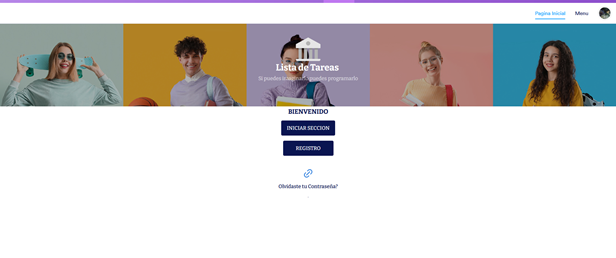 Pagina Inicial
Menu
Lista de Tareas
Si puedes imaginarlo puedes programarlo
BIENVENIDO
INICIAR SECCION
REGISTRO
Olvidaste tu Contraseña?